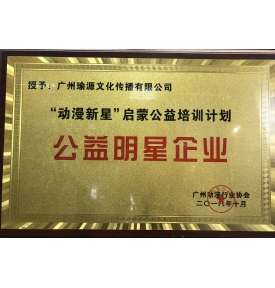 授予：广州瑜源文化传播有限公司
“动漫新星”启蒙公益培训计划
公益明星企业
广州动漫行业协会
二〇一八年十月